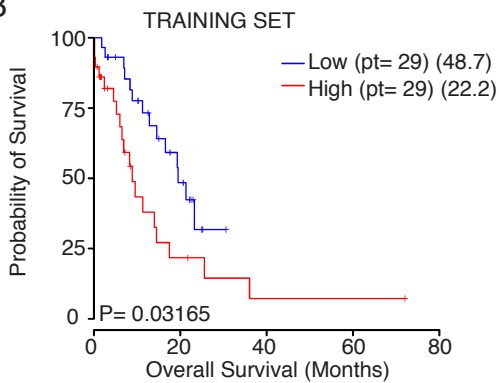 B
TRAINING SET
Low (pt= 29) (48.7)
High (pt= 29) (22.2)
Probability of Survival
100
75
50
25
0
P= 0.03165
0 20 40 60 80
Overall Survival (Months)